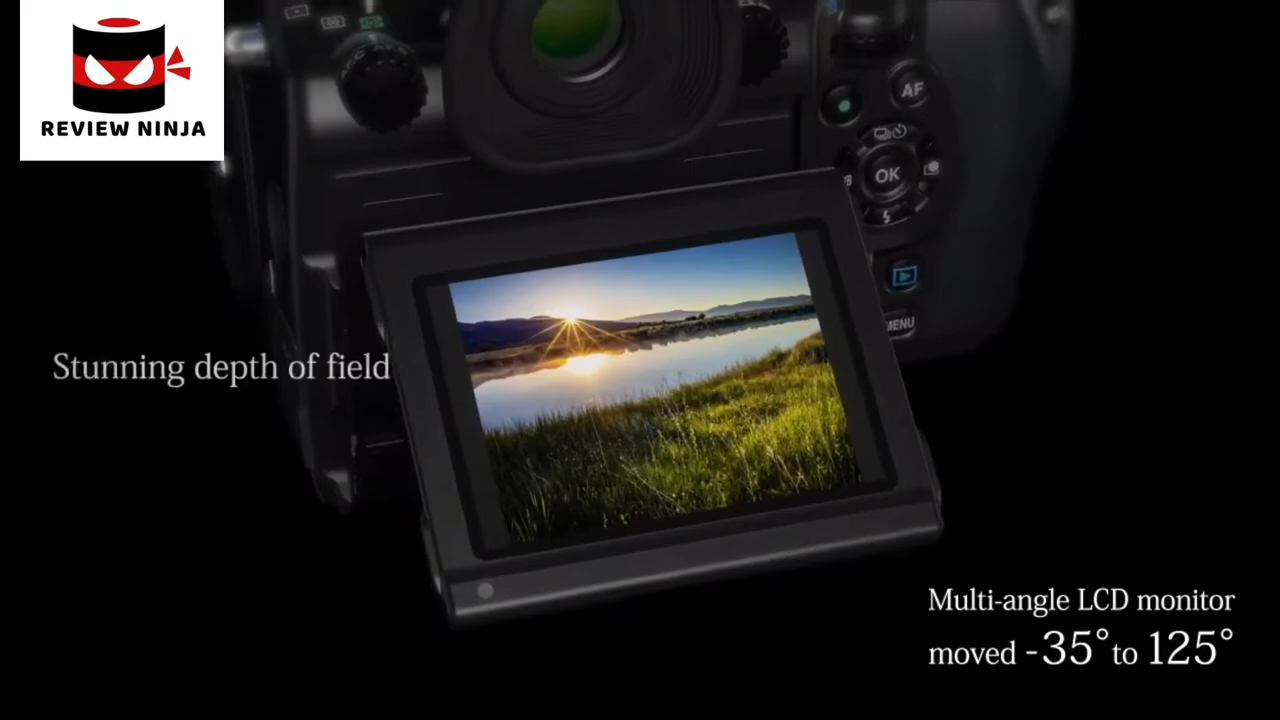 REVIEW NINJA
AF
OK
MENU
Stunning depth of field
Multi-angle LCD monitor
moved -35° to 125°